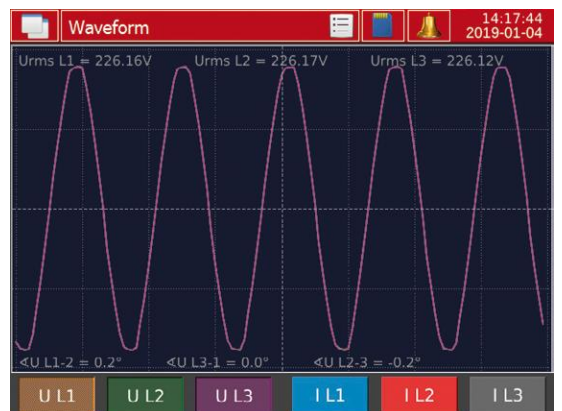 Waveform
14:17:44
2019-01-04
Urms L1 = 226.16V Urms L2 = 226.17V Urms L3 = 226.12V
∢U L1-2 = 0.2° ∢U L3-1 = 0.0° ∢U L2-3 = -0.2°
U L1 U L2 U L3 I L1 I L2 I L3